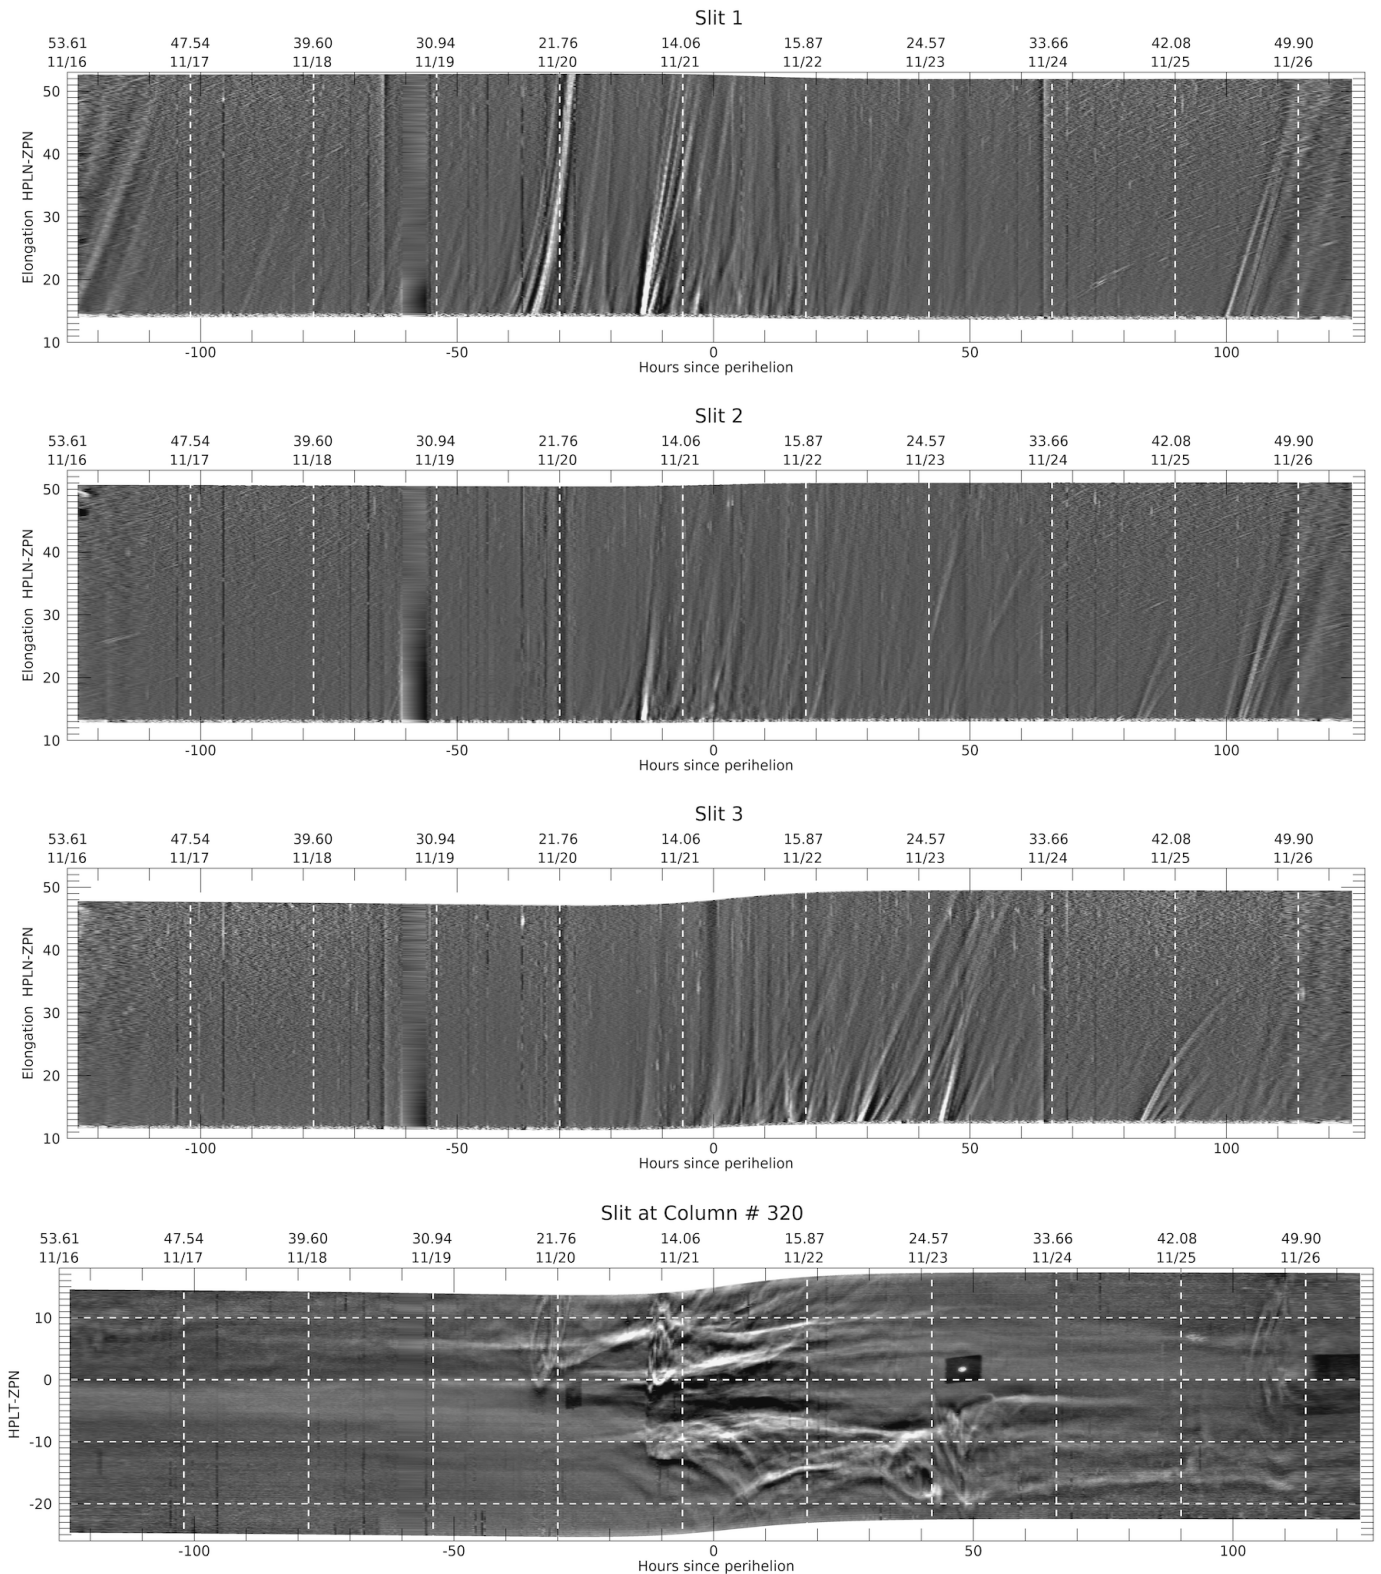 Slit 1
53.61 47.54 39.60 30.94 21.76 14.06 15.87 24.57 33.66 42.08 49.90
11/16 11/17 11/18 11/19 11/20 11/21 11/22 11/23 11/24 11/25 11/26
50
40
30
20
10
Elongation HPLN-ZPN
-100 -50 0 50 100
Hours since perihelion
Slit 2
53.61 47.54 39.60 30.94 21.76 14.06 15.87 24.57 33.66 42.08 49.90
11/16 11/17 11/18 11/19 11/20 11/21 11/22 11/23 11/24 11/25 11/26
50
40
30
20
10
Elongation HPLN-ZPN
-100 -50 0 50 100
Hours since perihelion
Slit 3
53.61 47.54 39.60 30.94 21.76 14.06 15.87 24.57 33.66 42.08 49.90
11/16 11/17 11/18 11/19 11/20 11/21 11/22 11/23 11/24 11/25 11/26
50
40
30
20
10
Elongation HPLN-ZPN
-100 -50 0 50 100
Hours since perihelion
Slit at Column # 320
53.61 47.54 39.60 30.94 21.76 14.06 15.87 24.57 33.66 42.08 49.90
11/16 11/17 11/18 11/19 11/20 11/21 11/22 11/23 11/24 11/25 11/26
10
0
-10
-20
HPLT-ZPN
-100 -50 0 50 100
Hours since perihelion